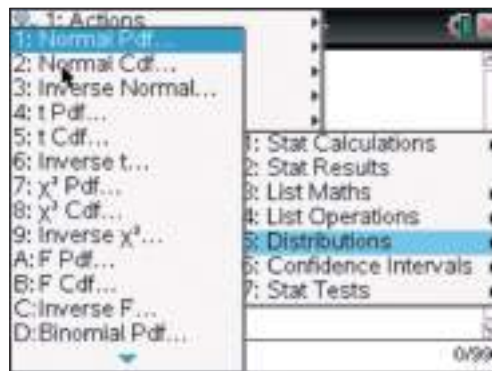 1: Actions
1: Normal Pdf...
2: Normal Cdf...
3: Inverse Normal...
4: t Pdf...
5: t Cdf...
6: Inverse t...
7: χ² Pdf...
8: χ² Cdf...
9: Inverse χ²...
A: F Pdf...
B: F Cdf...
C: Inverse F...
D: Binomial Pdf...
1: Stat Calculations
2: Stat Results
3: List Maths
4: List Operations
5: Distributions
6: Confidence Intervals
7: Stat Tests
0/99